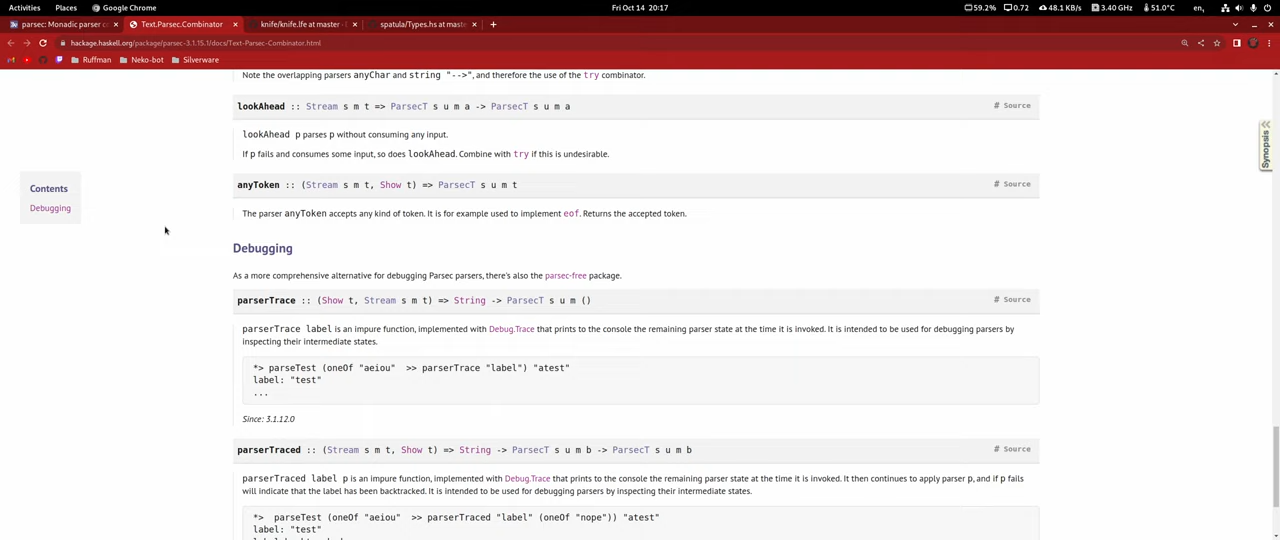 Activities Places Google Chrome Fri Oct 14 20:17 59.2% 0.72 48.1 KB/s 3.40 GHz 51.0°C en,
parsec: Monadic parser co Text.Parsec.Combinator knife/knife.lfe at master · spatula/Types.hs at maste
hackage.haskell.org/package/parsec-3.1.15.1/docs/Text-Parsec-Combinator.html
Ruffman Neko-bot Silverware
Note the overlapping parsers anyChar and string "-->", and therefore the use of the try combinator.
lookAhead :: Stream s m t => ParsecT s u m a -> ParsecT s u m a # Source
lookAhead p parses p without consuming any input.
If p fails and consumes some input, so does lookAhead. Combine with try if this is undesirable.
Synopsis
Contents
Debugging
anyToken :: (Stream s m t, Show t) => ParsecT s u m t # Source
The parser anyToken accepts any kind of token. It is for example used to implement eof. Returns the accepted token.
Debugging
As a more comprehensive alternative for debugging Parsec parsers, there's also the parsec-free package.
parserTrace :: (Show t, Stream s m t) => String -> ParsecT s u m () # Source
parserTrace label is an impure function, implemented with Debug.Trace that prints to the console the remaining parser state at the time it is invoked. It is intended to be used for debugging parsers by
inspecting their intermediate states.
*> parseTest (oneOf "aeiou"  >> parserTrace "label") "atest"
label: "test"
...
Since: 3.1.12.0
parserTraced :: (Stream s m t, Show t) => String -> ParsecT s u m b -> ParsecT s u m b # Source
parserTraced label p is an impure function, implemented with Debug.Trace that prints to the console the remaining parser state at the time it is invoked. It then continues to apply parser p, and if p fails
will indicate that the label has been backtracked. It is intended to be used for debugging parsers by inspecting their intermediate states.
*>  parseTest (oneOf "aeiou"  >> parserTraced "label" (oneOf "nope")) "atest"
label: "test"